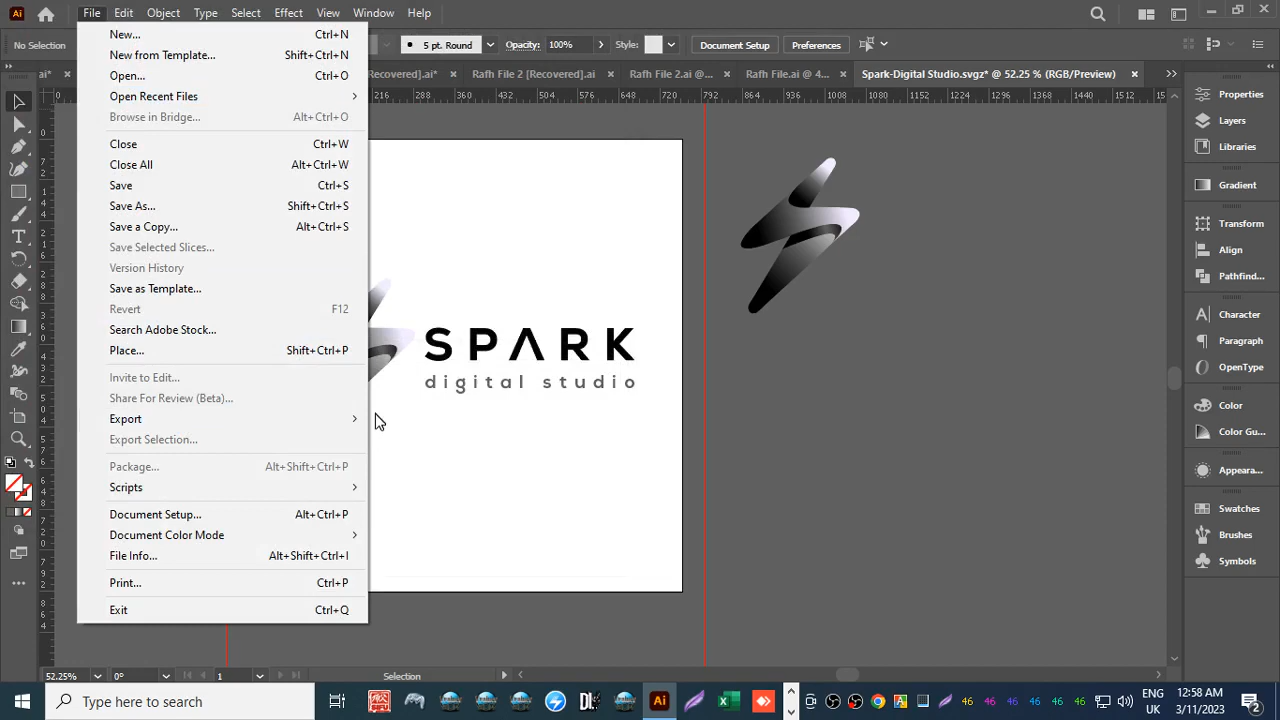 File Edit Object Type Select Effect View Window Help
No Selection 5 pt. Round Opacity: 100% Style: Document Setup Preferences
ai* Recovered].ai* Rafh File 2 [Recovered].ai Rafh File 2.ai @... Rafh File.ai @ 4... Spark-Digital Studio.svgz* @ 52.25 % (RGB/Preview)
216 288 360 432 504 576 648 720 792 864 936 1008 1080 1152 1224 1296 1368 1440 1512
New... Ctrl+N
New from Template... Shift+Ctrl+N
Open... Ctrl+O
Open Recent Files
Browse in Bridge... Alt+Ctrl+O
Close Ctrl+W
Close All Alt+Ctrl+W
Save Ctrl+S
Save As... Shift+Ctrl+S
Save a Copy... Alt+Ctrl+S
Save Selected Slices...
Version History
Save as Template...
Revert F12
Search Adobe Stock...
Place... Shift+Ctrl+P
Invite to Edit...
Share For Review (Beta)...
Export
Export Selection...
Package... Alt+Shift+Ctrl+P
Scripts
Document Setup... Alt+Ctrl+P
Document Color Mode
File Info... Alt+Shift+Ctrl+I
Print... Ctrl+P
Exit Ctrl+Q
SPARK
digital studio
Properties
Layers
Libraries
Gradient
Transform
Align
Pathfind...
Character
Paragraph
OpenType
Color
Color Gu...
Appeara...
Swatches
Brushes
Symbols
52.25% 0° 1 Selection
Type here to search
ENG 12:58 AM
UK 3/11/2023